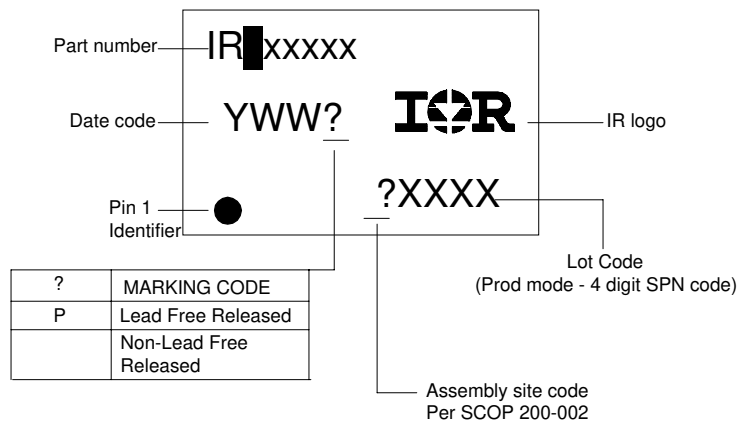 Part number
IR xxxxx
Date code
YWW?
IOR
IR logo
?XXXX
Pin 1
Identifier
Lot Code
(Prod mode - 4 digit SPN code)
? MARKING CODE
P Lead Free Released
Non-Lead Free
Released
Assembly site code
Per SCOP 200-002